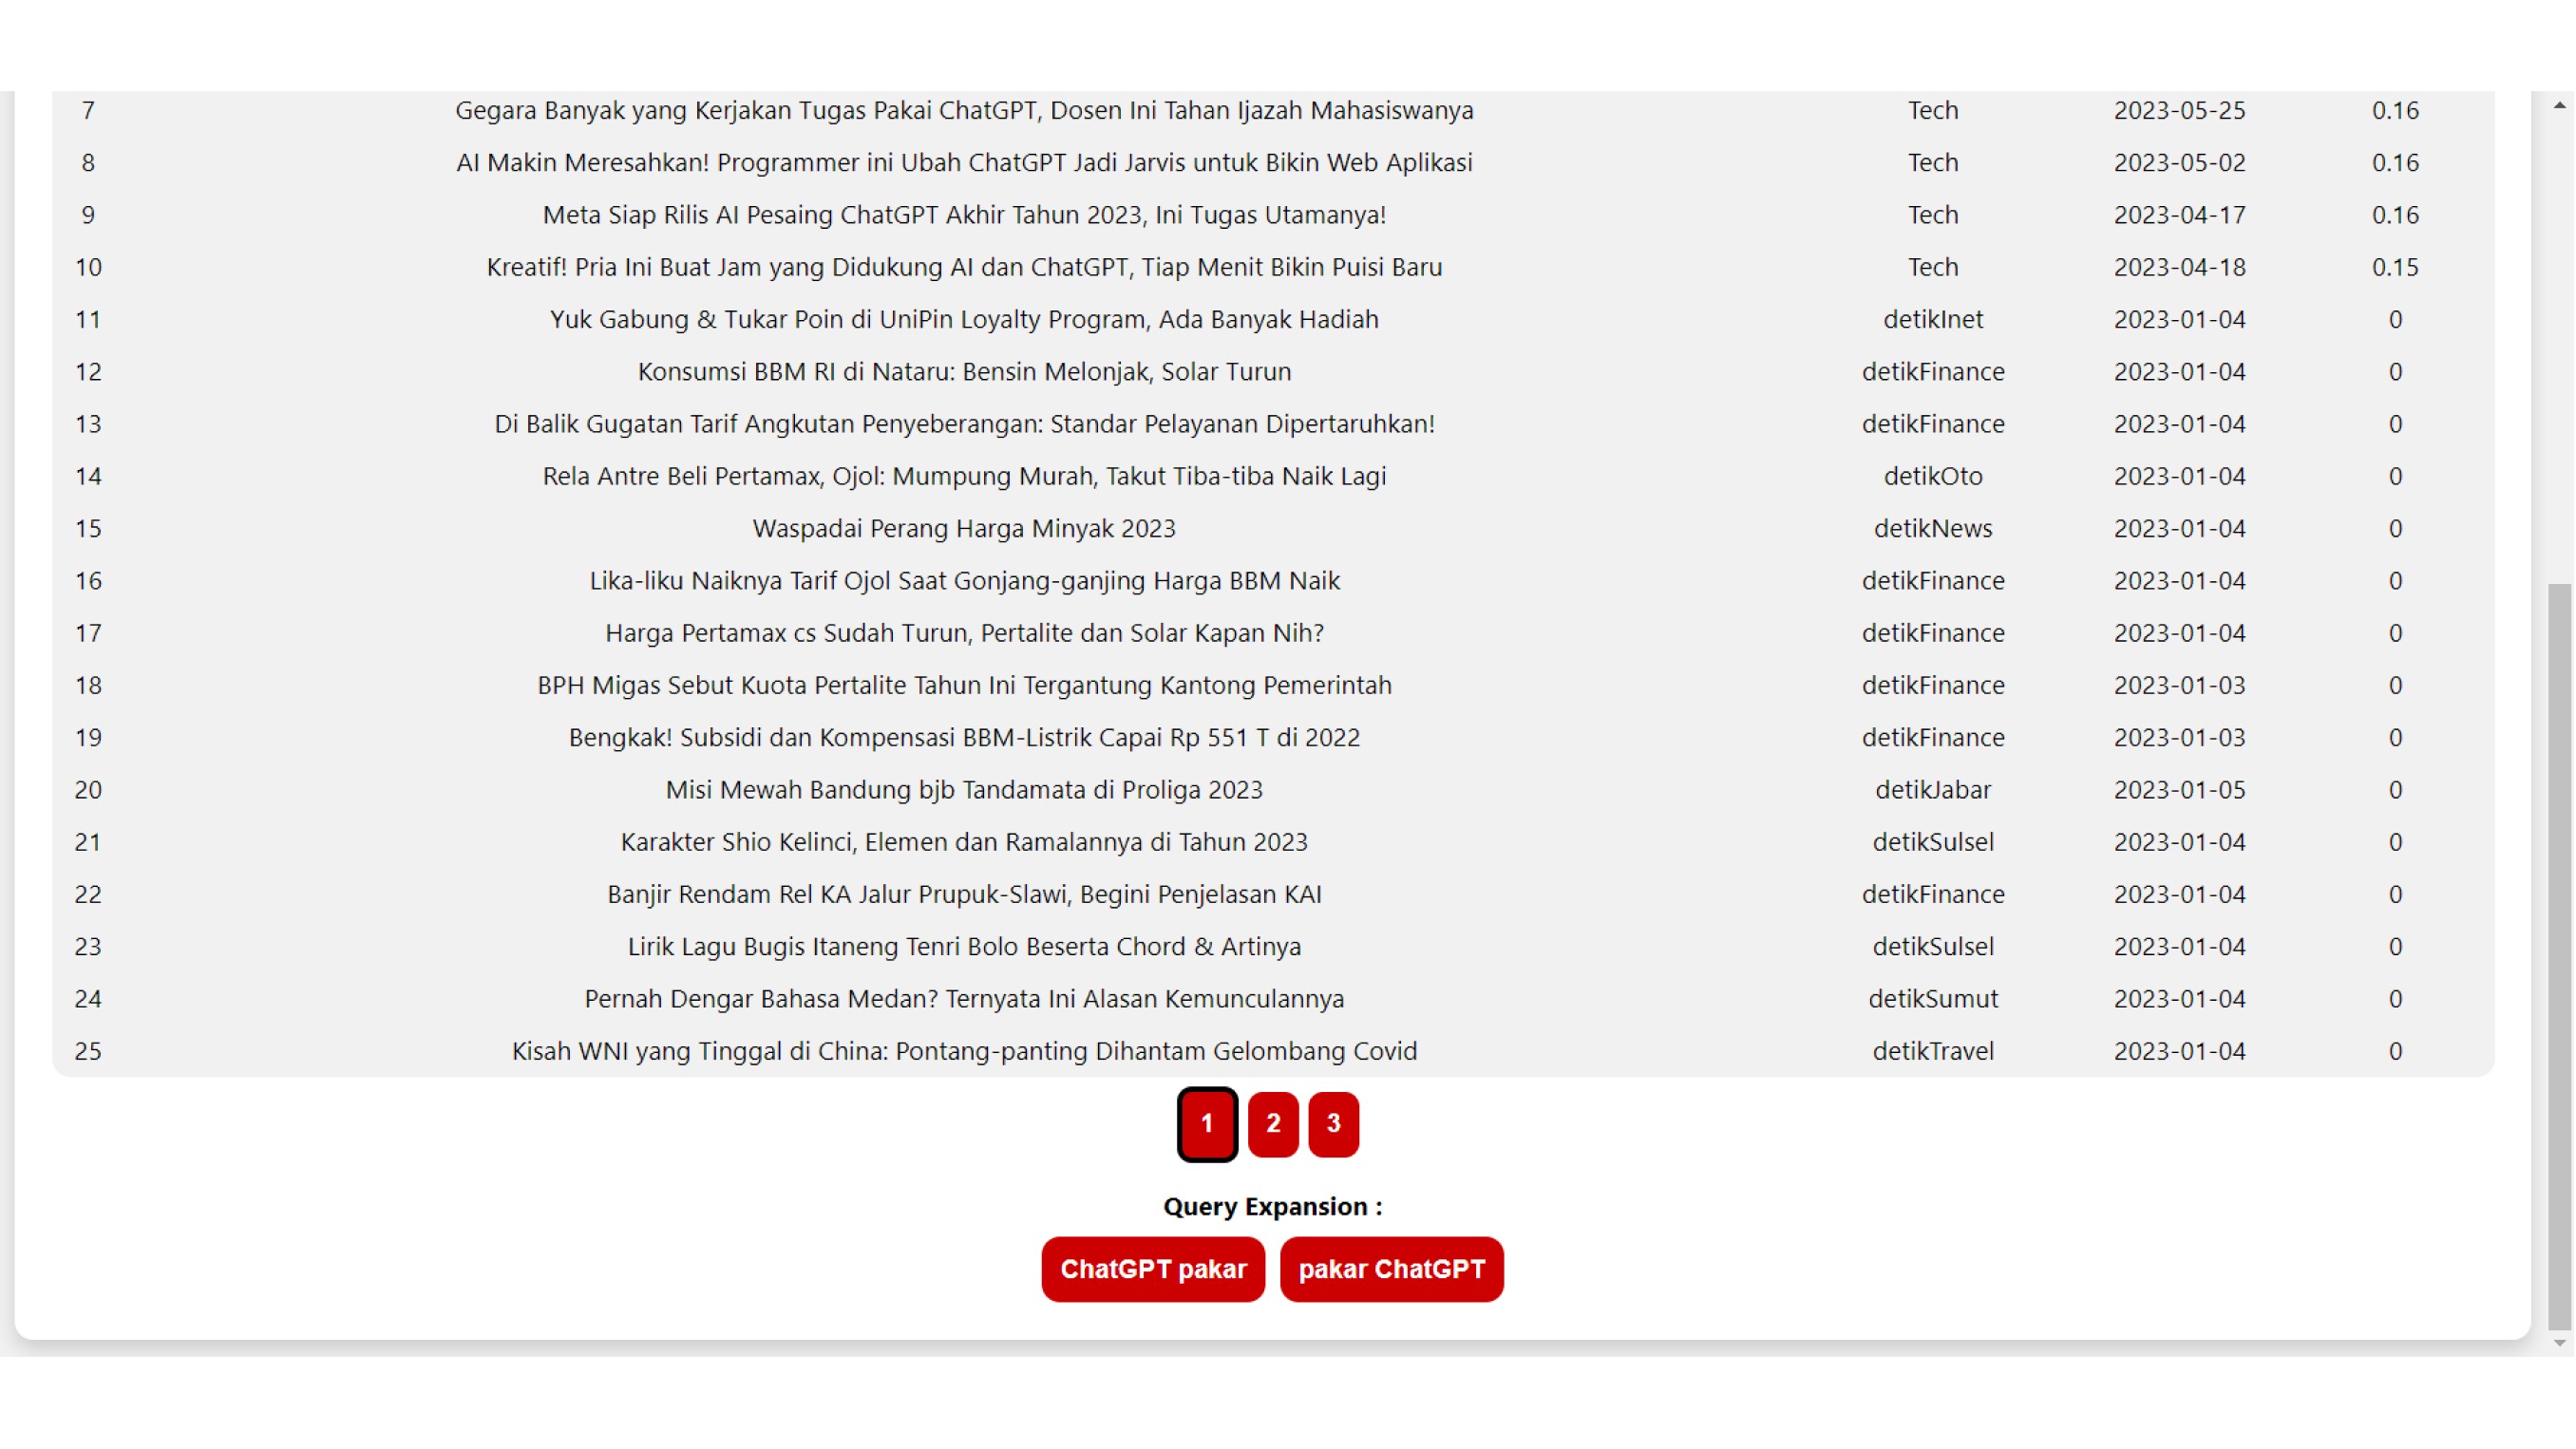 7 Gegara Banyak yang Kerjakan Tugas Pakai ChatGPT, Dosen Ini Tahan Ijazah Mahasiswanya Tech 2023-05-25 0.16
8 AI Makin Meresahkan! Programmer ini Ubah ChatGPT Jadi Jarvis untuk Bikin Web Aplikasi Tech 2023-05-02 0.16
9 Meta Siap Rilis AI Pesaing ChatGPT Akhir Tahun 2023, Ini Tugas Utamanya! Tech 2023-04-17 0.16
10 Kreatif! Pria Ini Buat Jam yang Didukung AI dan ChatGPT, Tiap Menit Bikin Puisi Baru Tech 2023-04-18 0.15
11 Yuk Gabung & Tukar Poin di UniPin Loyalty Program, Ada Banyak Hadiah detikInet 2023-01-04 0
12 Konsumsi BBM RI di Nataru: Bensin Melonjak, Solar Turun detikFinance 2023-01-04 0
13 Di Balik Gugatan Tarif Angkutan Penyeberangan: Standar Pelayanan Dipertaruhkan! detikFinance 2023-01-04 0
14 Rela Antre Beli Pertamax, Ojol: Mumpung Murah, Takut Tiba-tiba Naik Lagi detikOto 2023-01-04 0
15 Waspadai Perang Harga Minyak 2023 detikNews 2023-01-04 0
16 Lika-liku Naiknya Tarif Ojol Saat Gonjang-ganjing Harga BBM Naik detikFinance 2023-01-04 0
17 Harga Pertamax cs Sudah Turun, Pertalite dan Solar Kapan Nih? detikFinance 2023-01-04 0
18 BPH Migas Sebut Kuota Pertalite Tahun Ini Tergantung Kantong Pemerintah detikFinance 2023-01-03 0
19 Bengkak! Subsidi dan Kompensasi BBM-Listrik Capai Rp 551 T di 2022 detikFinance 2023-01-03 0
20 Misi Mewah Bandung bjb Tandamata di Proliga 2023 detikJabar 2023-01-05 0
21 Karakter Shio Kelinci, Elemen dan Ramalannya di Tahun 2023 detikSulsel 2023-01-04 0
22 Banjir Rendam Rel KA Jalur Prupuk-Slawi, Begini Penjelasan KAI detikFinance 2023-01-04 0
23 Lirik Lagu Bugis Itaneng Tenri Bolo Beserta Chord & Artinya detikSulsel 2023-01-04 0
24 Pernah Dengar Bahasa Medan? Ternyata Ini Alasan Kemunculannya detikSumut 2023-01-04 0
25 Kisah WNI yang Tinggal di China: Pontang-panting Dihantam Gelombang Covid detikTravel 2023-01-04 0
1 2 3
Query Expansion :
ChatGPT pakar pakar ChatGPT